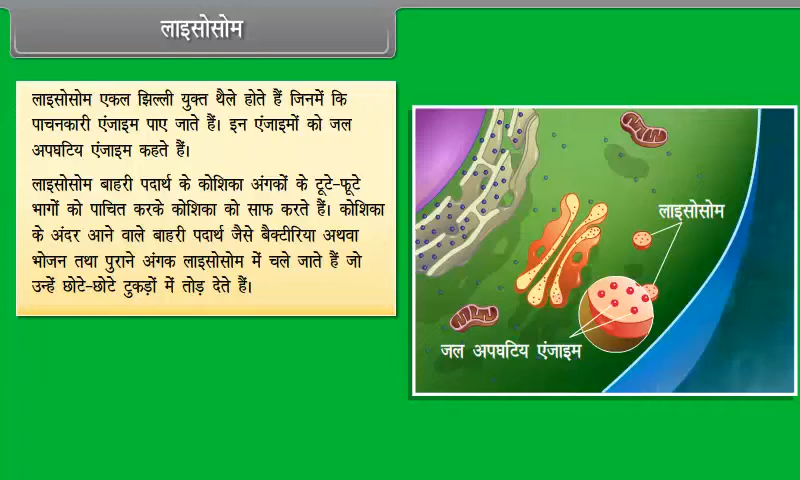 लाइसोसोम
लाइसोसोम एकल झिल्ली युक्त थैले होते हैं जिनमें कि
पाचनकारी एंजाइम पाए जाते हैं। इन एंजाइमों को जल
अपघटिय एंजाइम कहते हैं।
लाइसोसोम बाहरी पदार्थ के कोशिका अंगकों के टूटे-फूटे
भागों को पाचित करके कोशिका को साफ करते हैं। कोशिका
के अंदर आने वाले बाहरी पदार्थ जैसे बैक्टीरिया अथवा
भोजन तथा पुराने अंगक लाइसोसोम में चले जाते हैं जो
उन्हें छोटे-छोटे टुकड़ों में तोड़ देते हैं।
लाइसोसोम
जल अपघटिय एंजाइम